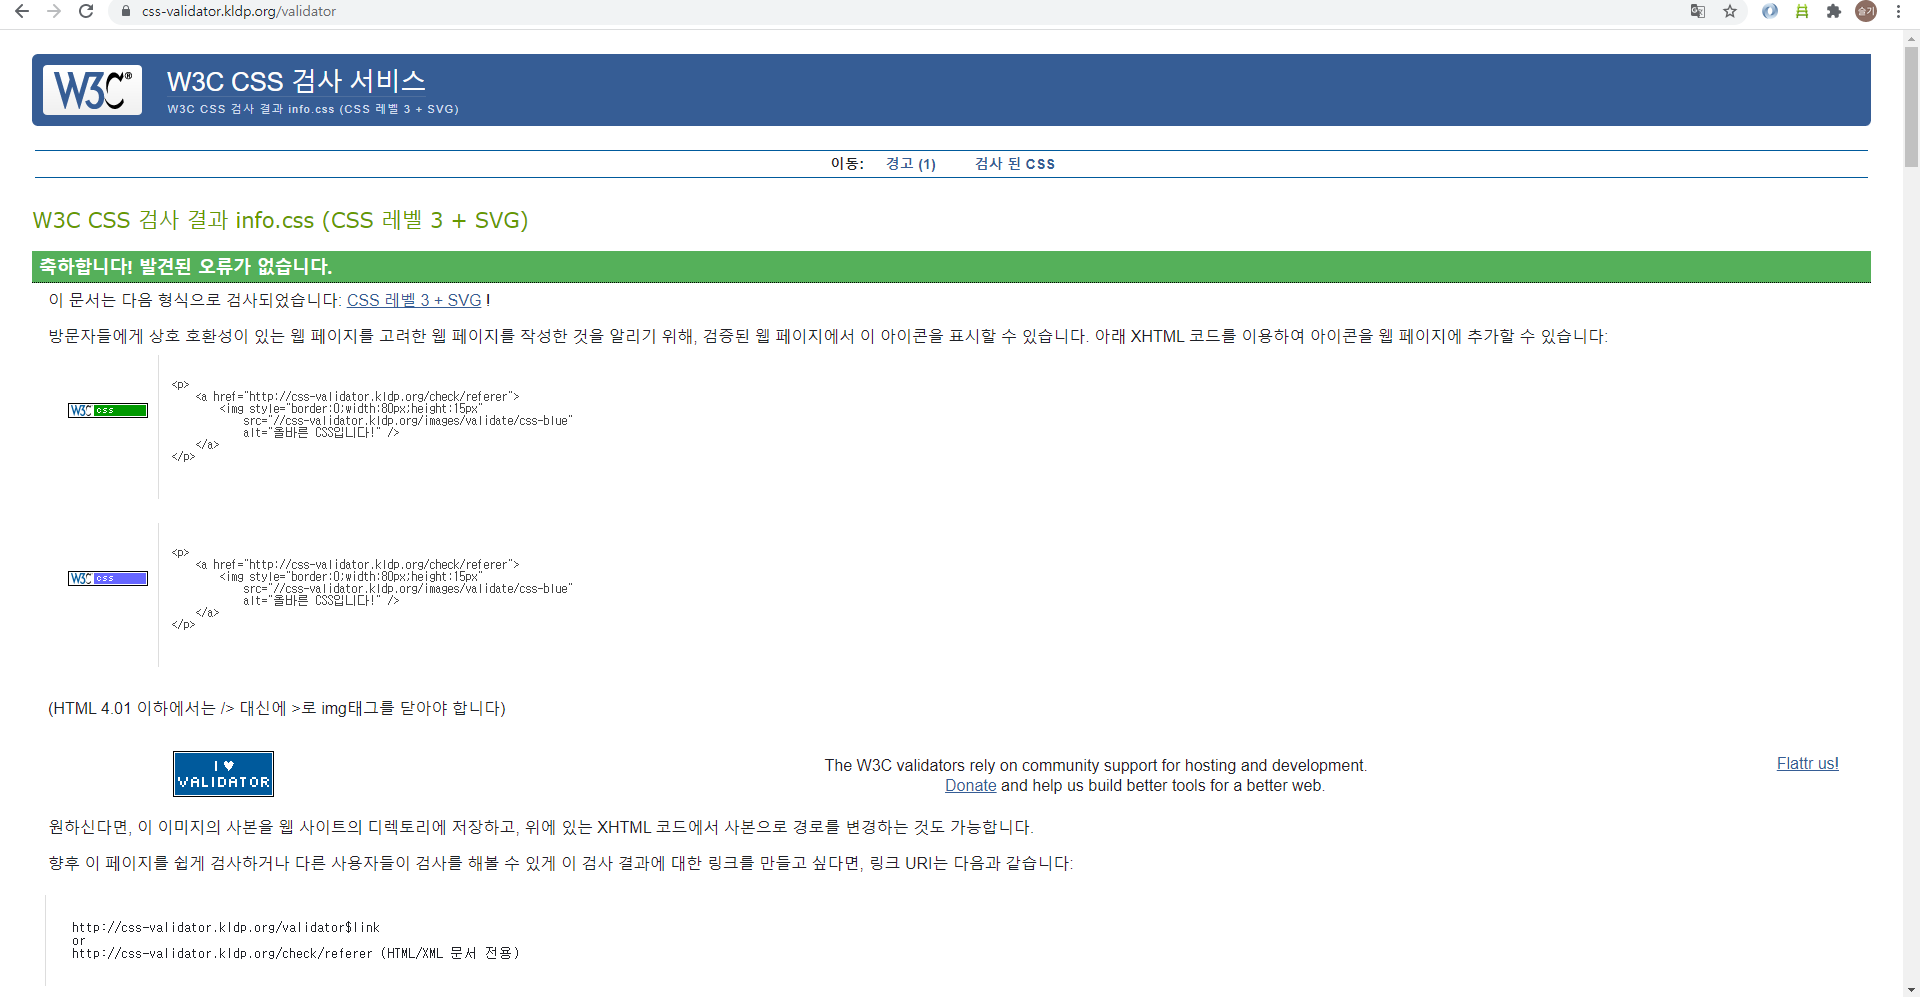 css-validator.kldp.org/validator
슬기
W3C®
W3C CSS 검사 서비스
W3C CSS 검사 결과 info.css (CSS 레벨 3 + SVG)
이동: 경고 (1) 검사 된 CSS
W3C CSS 검사 결과 info.css (CSS 레벨 3 + SVG)
축하합니다! 발견된 오류가 없습니다.
이 문서는 다음 형식으로 검사되었습니다: CSS 레벨 3 + SVG !
방문자들에게 상호 호환성이 있는 웹 페이지를 고려한 웹 페이지를 작성한 것을 알리기 위해, 검증된 웹 페이지에서 이 아이콘을 표시할 수 있습니다. 아래 XHTML 코드를 이용하여 아이콘을 웹 페이지에 추가할 수 있습니다:
W3C css
<p>
<a href="http://css-validator.kldp.org/check/referer">
<img style="border:0;width:80px;height:15px"
src="//css-validator.kldp.org/images/validate/css-blue"
alt="올바른 CSS입니다!" />
</a>
</p>
W3C css
<p>
<a href="http://css-validator.kldp.org/check/referer">
<img style="border:0;width:80px;height:15px"
src="//css-validator.kldp.org/images/validate/css-blue"
alt="올바른 CSS입니다!" />
</a>
</p>
(HTML 4.01 이하에서는 /> 대신에 >로 img태그를 닫아야 합니다)
I ♥
VALIDATOR
The W3C validators rely on community support for hosting and development.
Donate and help us build better tools for a better web.
Flattr us!
원하신다면, 이 이미지의 사본을 웹 사이트의 디렉토리에 저장하고, 위에 있는 XHTML 코드에서 사본으로 경로를 변경하는 것도 가능합니다.
향후 이 페이지를 쉽게 검사하거나 다른 사용자들이 검사를 해볼 수 있게 이 검사 결과에 대한 링크를 만들고 싶다면, 링크 URI는 다음과 같습니다:
http://css-validator.kldp.org/validator$link
or
http://css-validator.kldp.org/check/referer (HTML/XML 문서 전용)